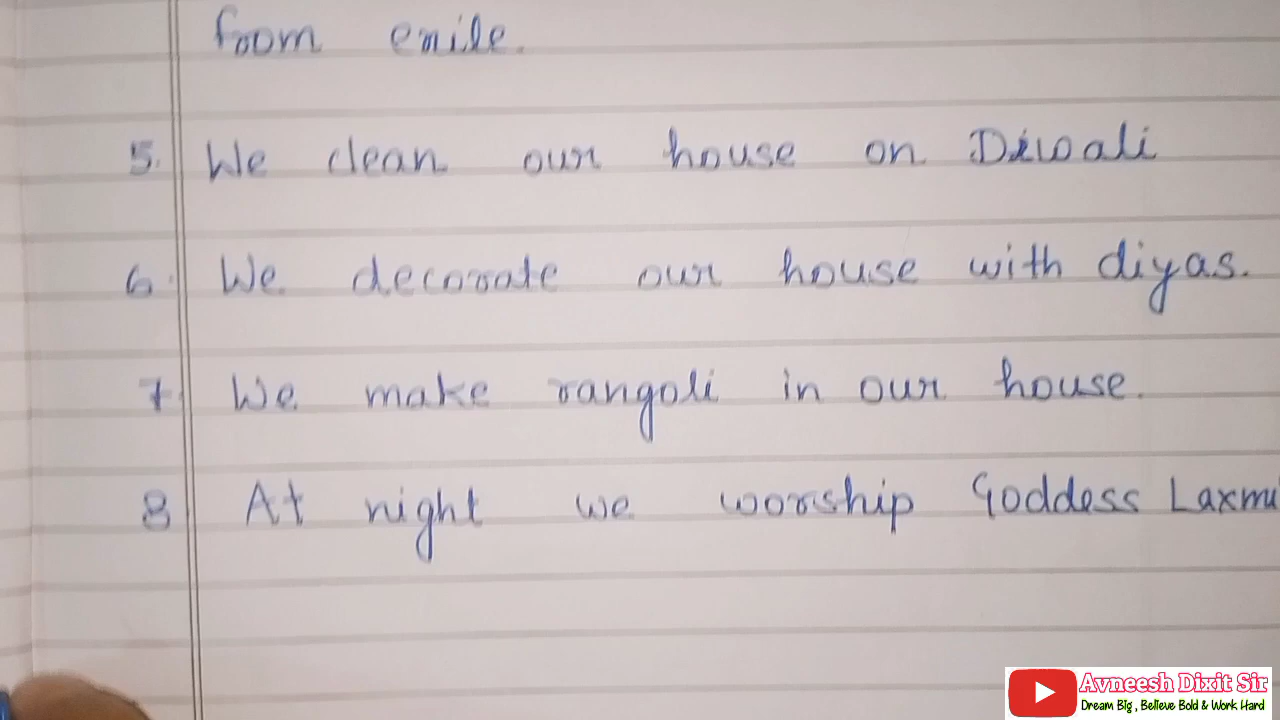 from exile.
5. We clean our house on Diwali
6. We decorate our house with diyas.
7. We make rangoli in our house.
8 At night we worship Goddess Laxmi
Avneesh Dixit Sir
Dream Big , Believe Bold & Work Hard